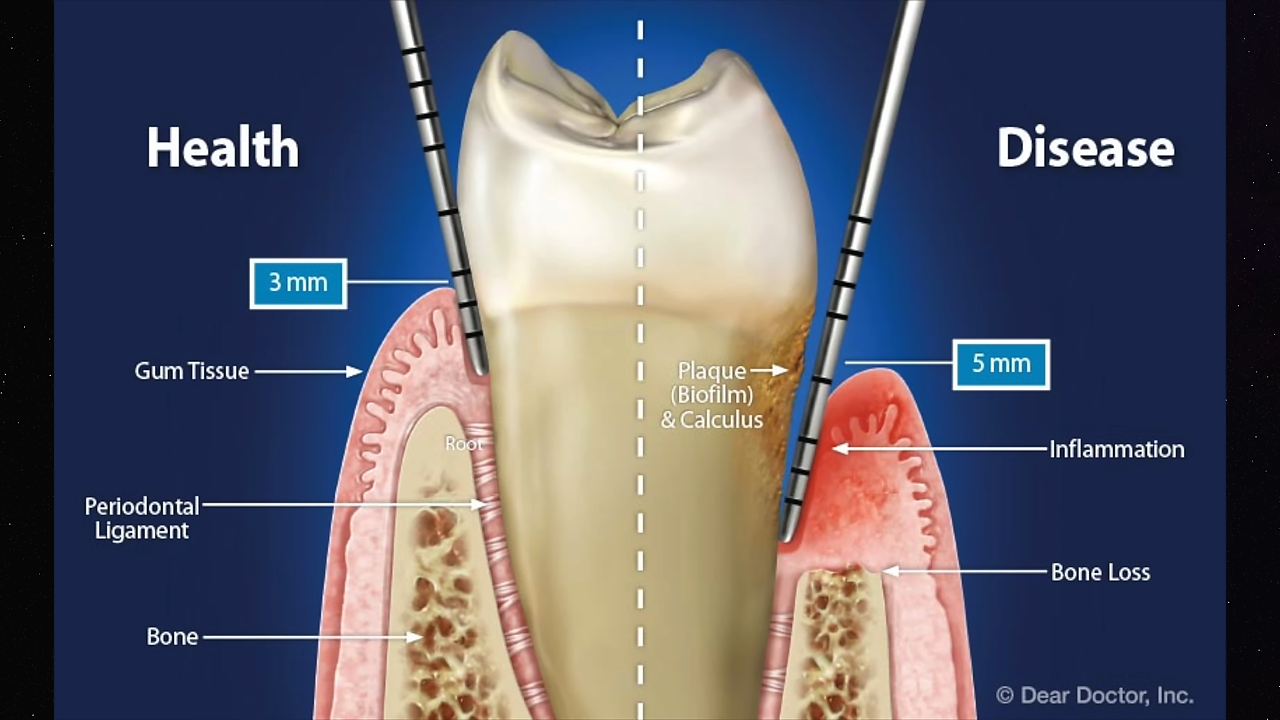 Health
Disease
3 mm
Gum Tissue
Root
Periodontal
Ligament
Bone
Plaque
(Biofilm)
& Calculus
5 mm
Inflammation
Bone Loss
© Dear Doctor, Inc.